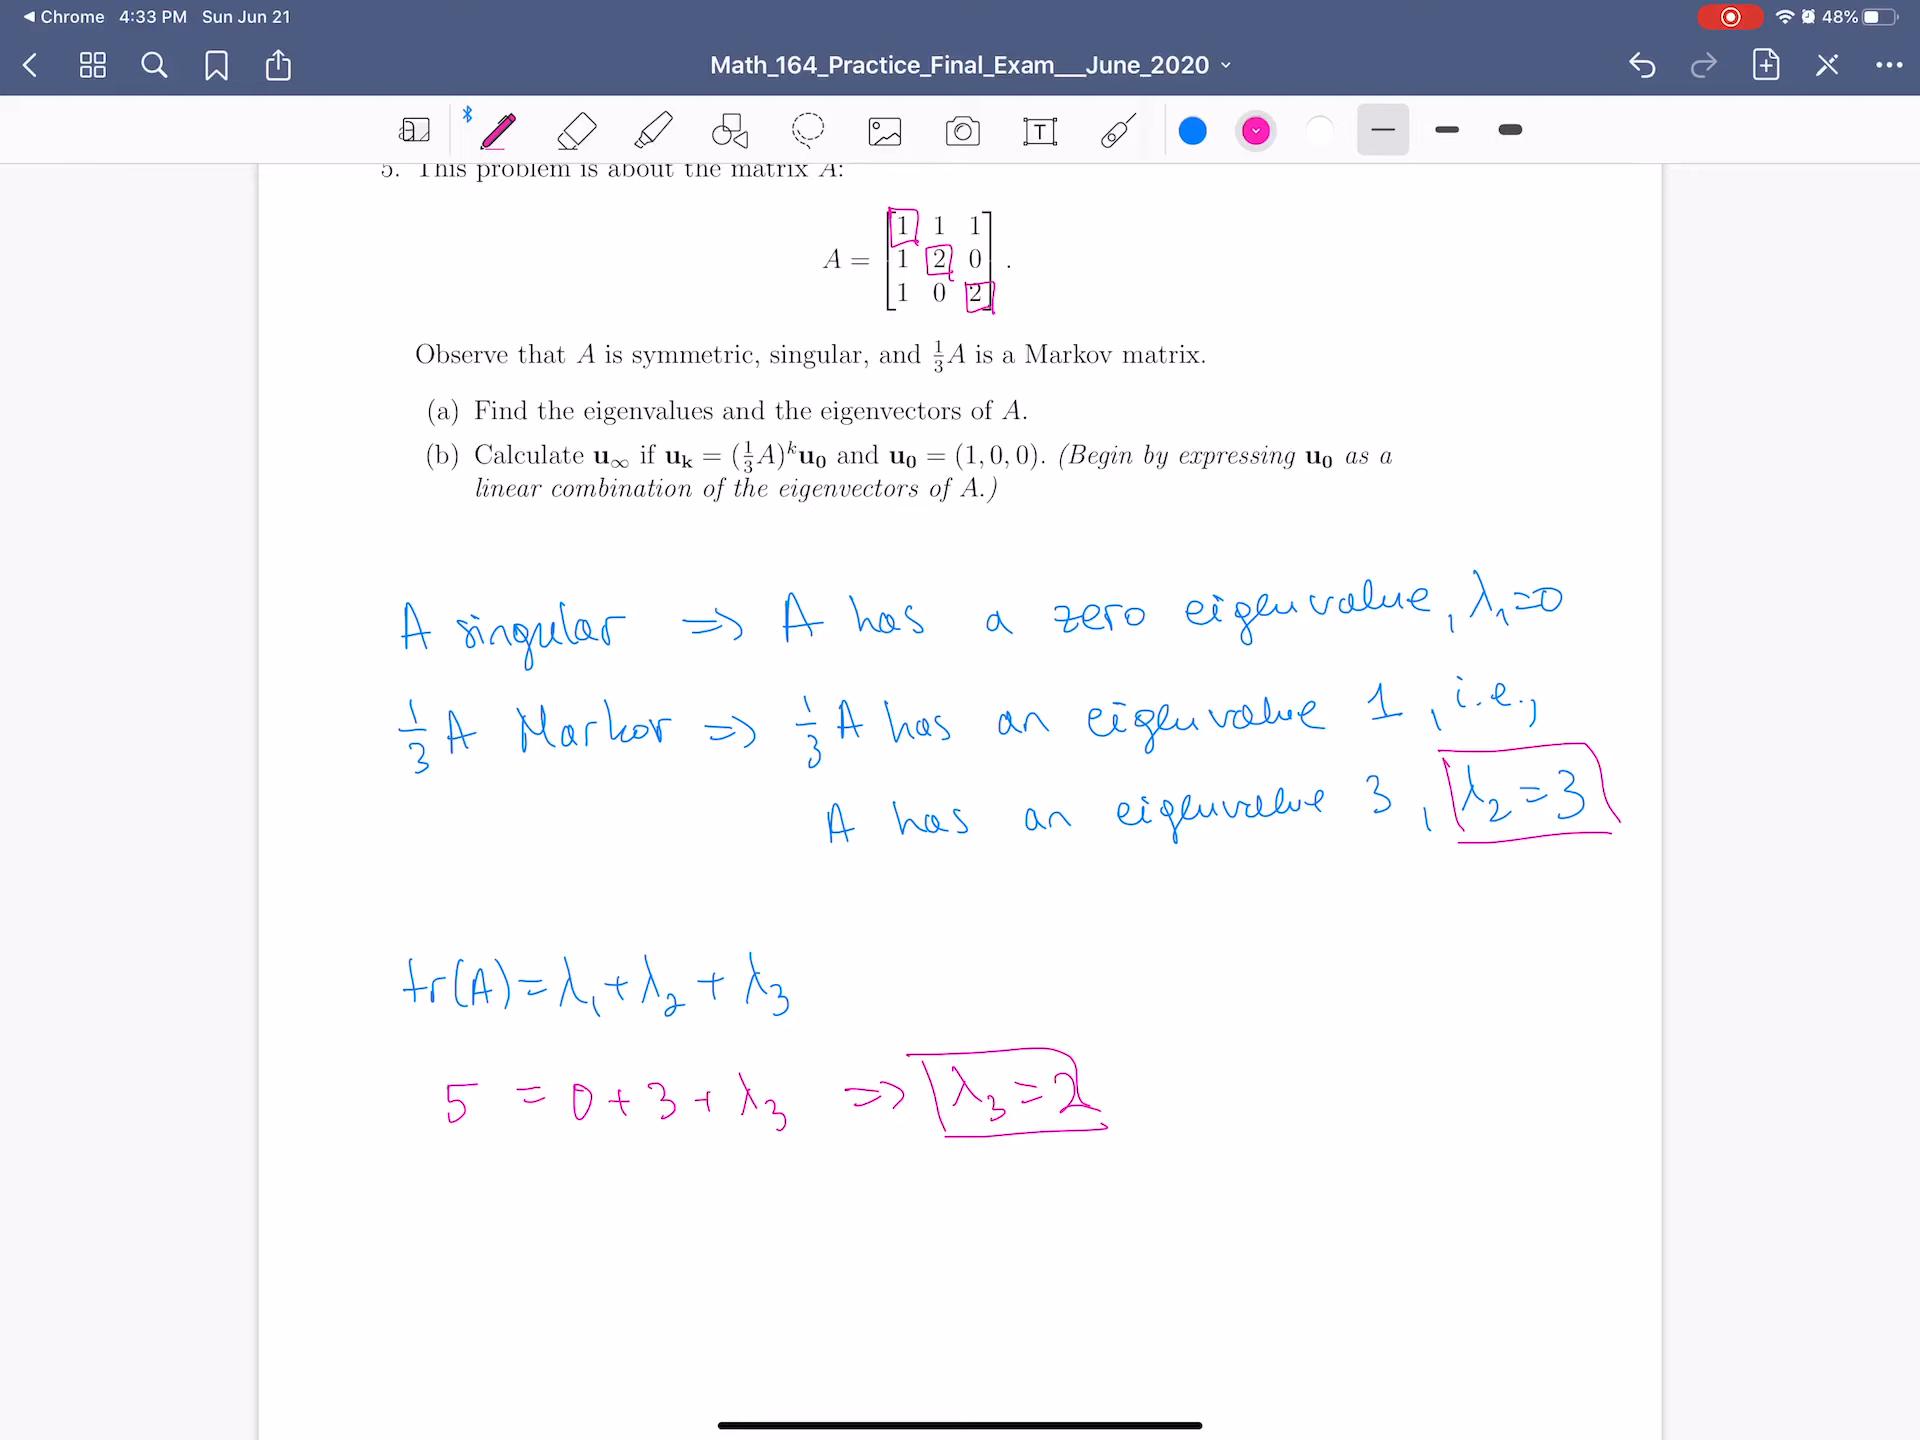 ◀ Chrome 4:33 PM Sun Jun 21 48%
Math_164_Practice_Final_Exam___June_2020
5. This problem is about the matrix A:
A = [1 1 1
1 2 0
1 0 2].
Observe that A is symmetric, singular, and 1/3 A is a Markov matrix.
(a) Find the eigenvalues and the eigenvectors of A.
(b) Calculate u∞ if uk = (1/3 A)^k u0 and u0 = (1, 0, 0). (Begin by expressing u0 as a
linear combination of the eigenvectors of A.)
A singular ⇒ A has a zero eigenvalue, λ₁=0
1/3 A Markov ⇒ 1/3 A has an eigenvalue 1, i.e.,
A has an eigenvalue 3, λ₂=3
tr(A)=λ₁+λ₂+λ₃
5 = 0+3+λ₃ ⇒ λ₃=2